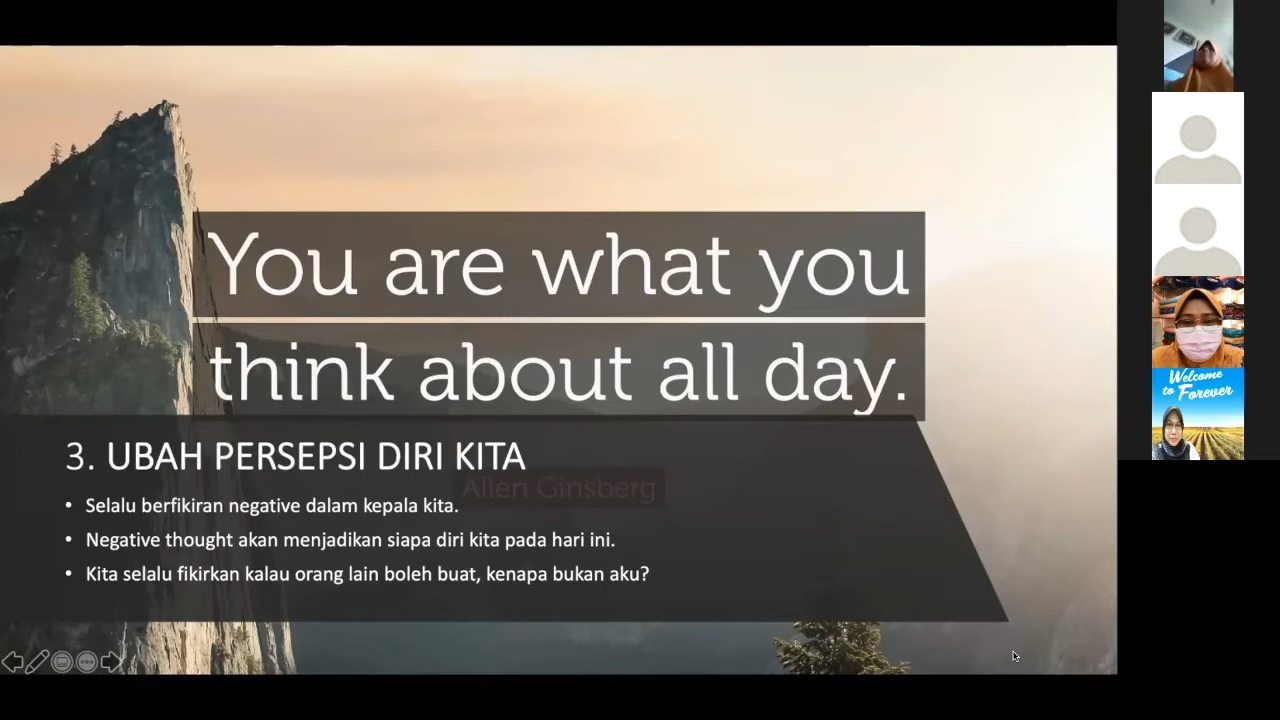 You are what you
think about all day.
3. UBAH PERSEPSI DIRI KITA
Allen Ginsberg
• Selalu berfikiran negative dalam kepala kita.
• Negative thought akan menjadikan siapa diri kita pada hari ini.
• Kita selalu fikirkan kalau orang lain boleh buat, kenapa bukan aku?
Welcome
to Forever